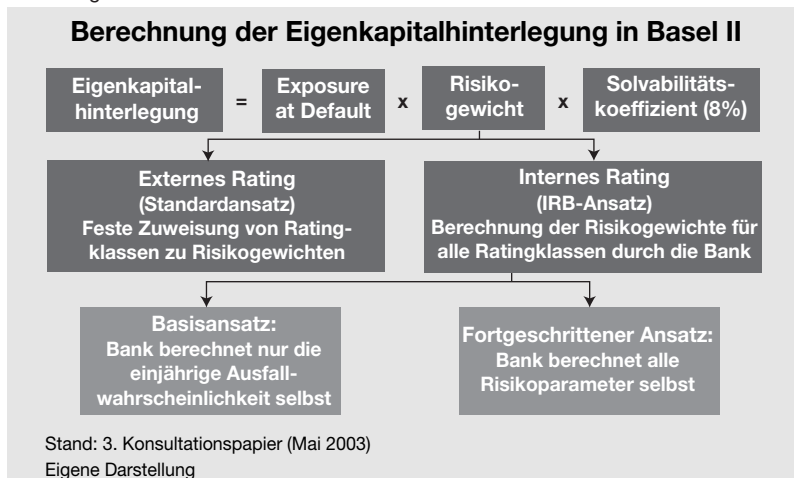 Berechnung der Eigenkapitalhinterlegung in Basel II
Eigenkapital-
hinterlegung
=
Exposure
at Default
x
Risiko-
gewicht
x
Solvabilitäts-
koeffizient (8%)
Externes Rating
(Standardansatz)
Feste Zuweisung von Rating-
klassen zu Risikogewichten
Internes Rating
(IRB-Ansatz)
Berechnung der Risikogewichte für
alle Ratingklassen durch die Bank
Basisansatz:
Bank berechnet nur die
einjährige Ausfall-
wahrscheinlichkeit selbst
Fortgeschrittener Ansatz:
Bank berechnet alle
Risikoparameter selbst
Stand: 3. Konsultationspapier (Mai 2003)
Eigene Darstellung